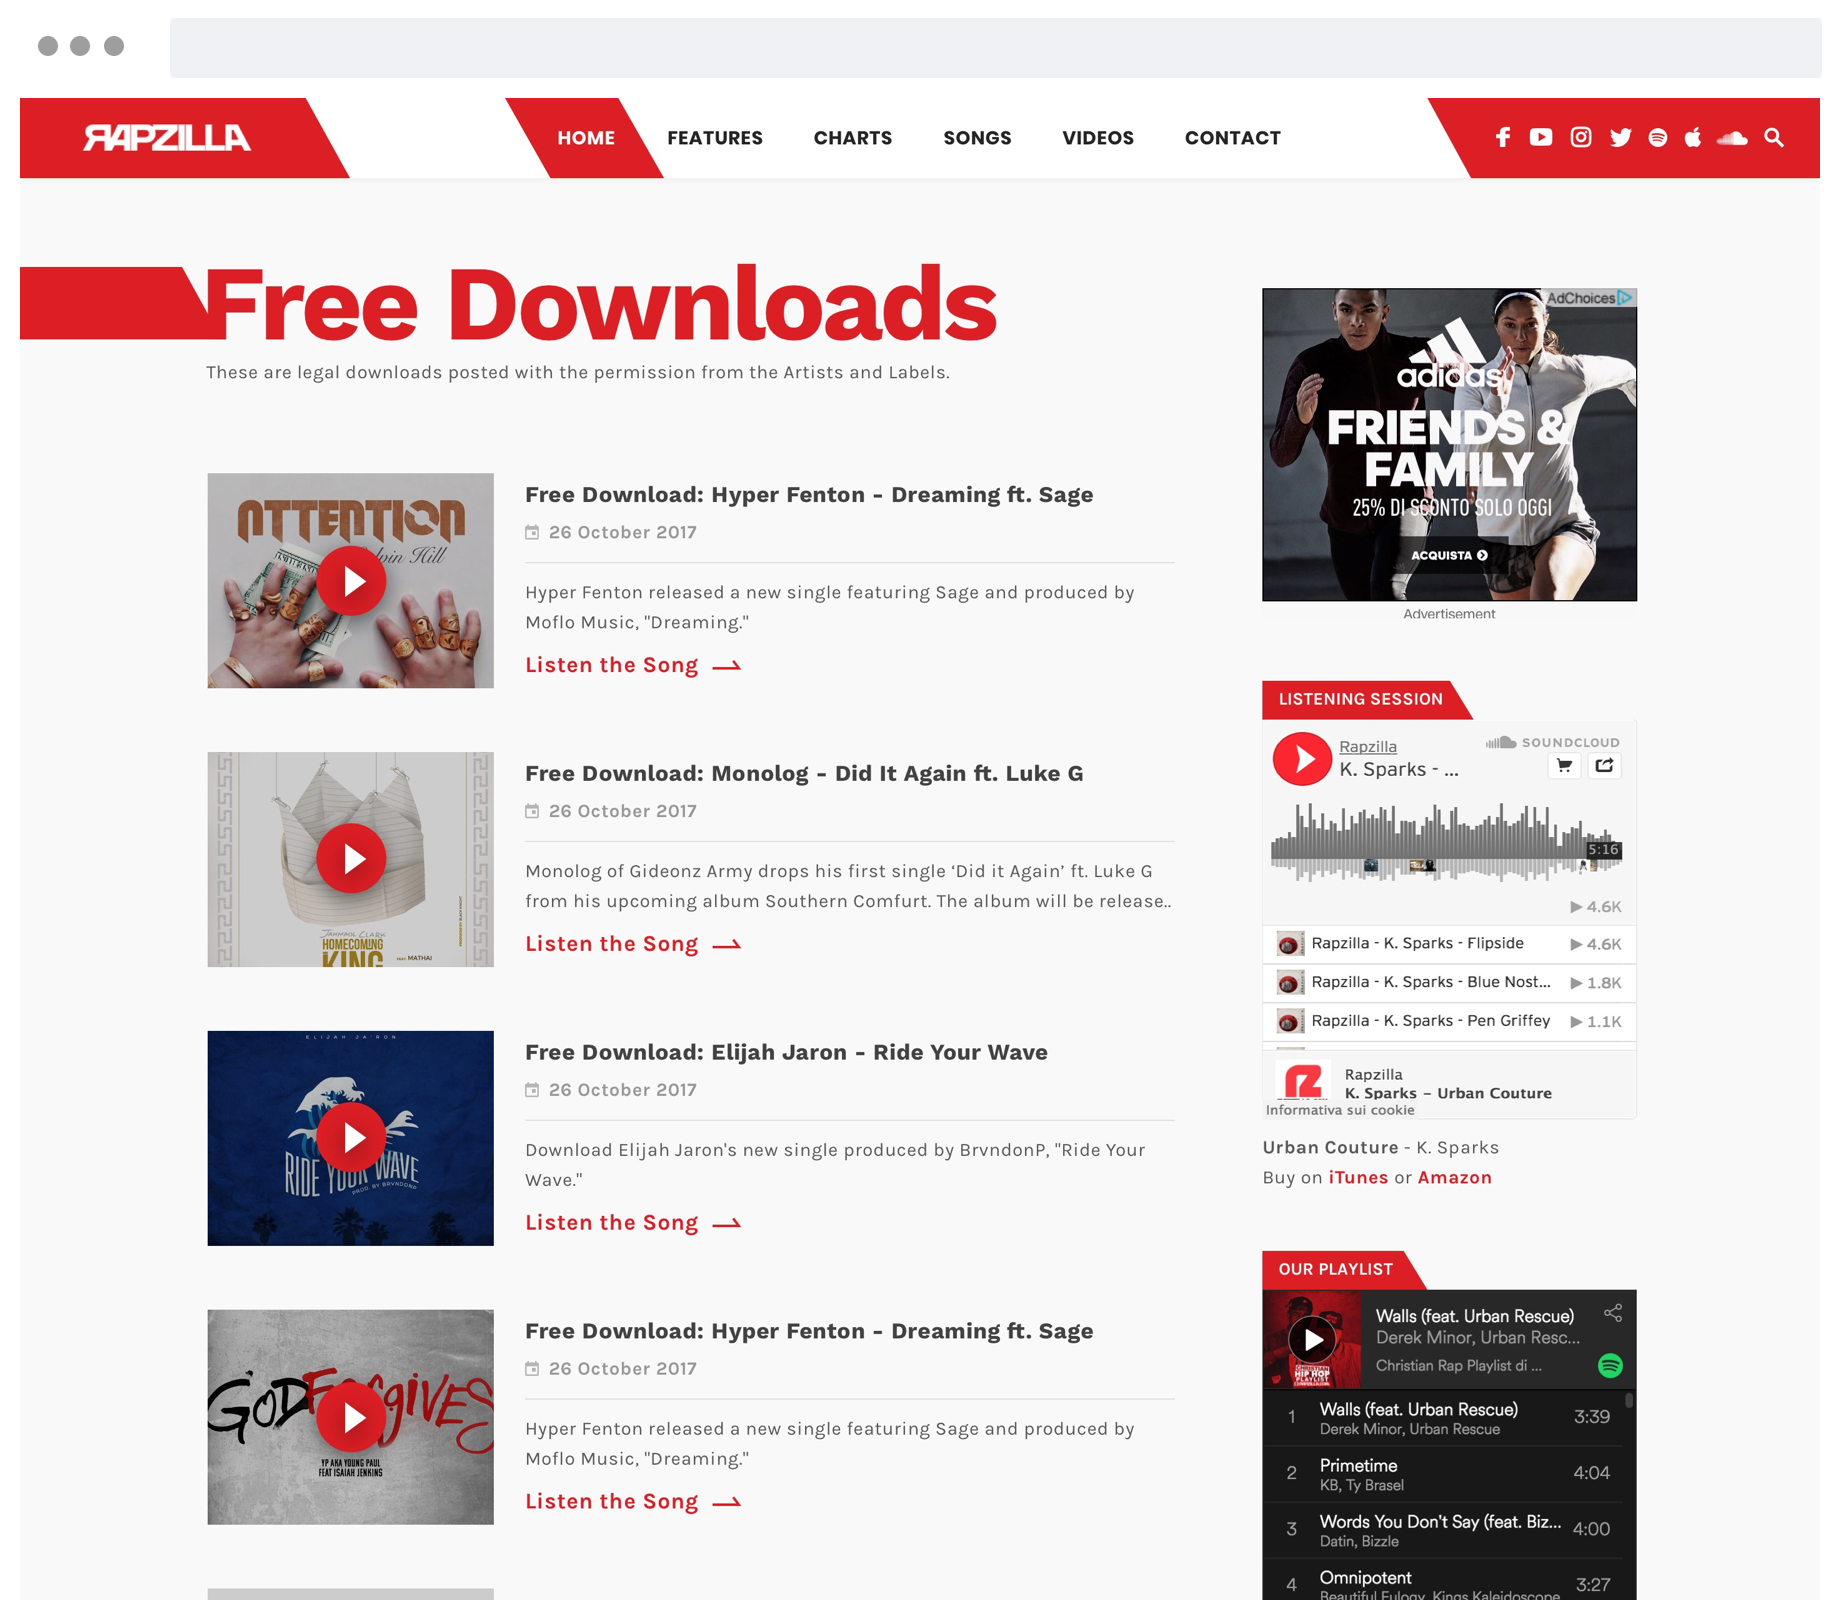 ЯAPZILLA
HOME
FEATURES
CHARTS
SONGS
VIDEOS
CONTACT
Free Downloads
These are legal downloads posted with the permission from the Artists and Labels.
ATTENTION
Hill
Free Download: Hyper Fenton - Dreaming ft. Sage
26 October 2017
Hyper Fenton released a new single featuring Sage and produced by
Moflo Music, "Dreaming."
Listen the Song
HOMECOMING
KING
FEAT. MATHAI
Free Download: Monolog - Did It Again ft. Luke G
26 October 2017
Monolog of Gideonz Army drops his first single ‘Did it Again’ ft. Luke G
from his upcoming album Southern Comfurt. The album will be release..
Listen the Song
ELIJAH JA'RON
RIDE YOUR WAVE
PROD. BY BRVNDONP
Free Download: Elijah Jaron - Ride Your Wave
26 October 2017
Download Elijah Jaron's new single produced by BrvndonP, "Ride Your
Wave."
Listen the Song
GOD Forgives
YP AKA YOUNG PAUL
FEAT ISAIAH JENKINS
Free Download: Hyper Fenton - Dreaming ft. Sage
26 October 2017
Hyper Fenton released a new single featuring Sage and produced by
Moflo Music, "Dreaming."
Listen the Song
AdChoices
adidas
FRIENDS &
FAMILY
25% DI SCONTO SOLO OGGI
ACQUISTA
Advertisement
LISTENING SESSION
Rapzilla
SOUNDCLOUD
K. Sparks - ...
5:16
4.6K
Rapzilla - K. Sparks - Flipside 4.6K
Rapzilla - K. Sparks - Blue Nost... 1.8K
Rapzilla - K. Sparks - Pen Griffey 1.1K
Rapzilla
K. Sparks – Urban Couture
Informativa sui cookie
Urban Couture - K. Sparks
Buy on iTunes or Amazon
OUR PLAYLIST
CHRISTIAN
HIP HOP
PLAYLIST
Walls (feat. Urban Rescue)
Derek Minor, Urban Resc...
Christian Rap Playlist di ...
1 Walls (feat. Urban Rescue) 3:39
Derek Minor, Urban Rescue
2 Primetime 4:04
KB, Ty Brasel
3 Words You Don't Say (feat. Biz... 4:00
Datin, Bizzle
4 Omnipotent 3:27
Beautiful Eulogy, Kings Kaleidoscope